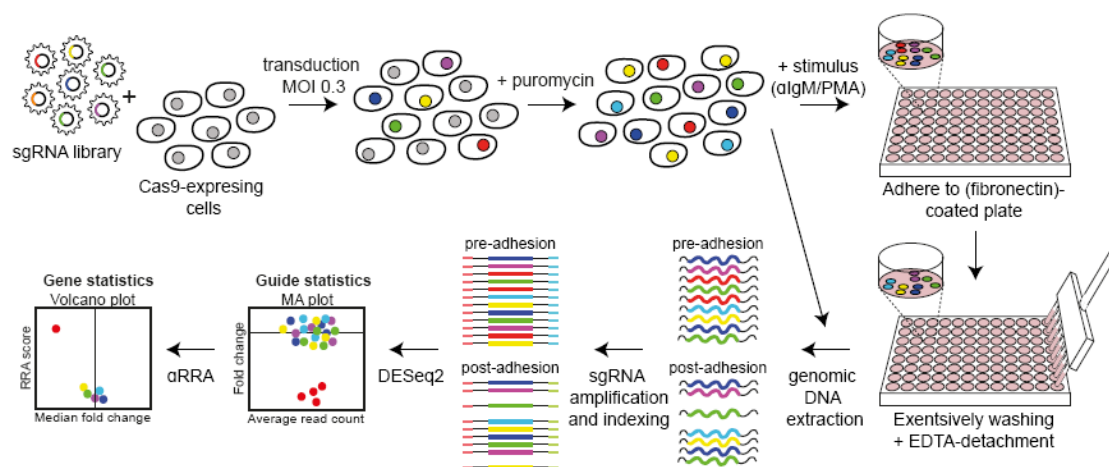 sgRNA library
+
Cas9-expresing
cells
transduction
MOI 0.3
+ puromycin
+ stimulus
(αIgM/PMA)
Adhere to (fibronectin)-
coated plate
Exentsively washing
+ EDTA-detachment
genomic
DNA
extraction
pre-adhesion
post-adhesion
sgRNA
amplification
and indexing
pre-adhesion
post-adhesion
DESeq2
Guide statistics
MA plot
Fold change
Average read count
αRRA
Gene statistics
Volcano plot
RRA score
Median fold change